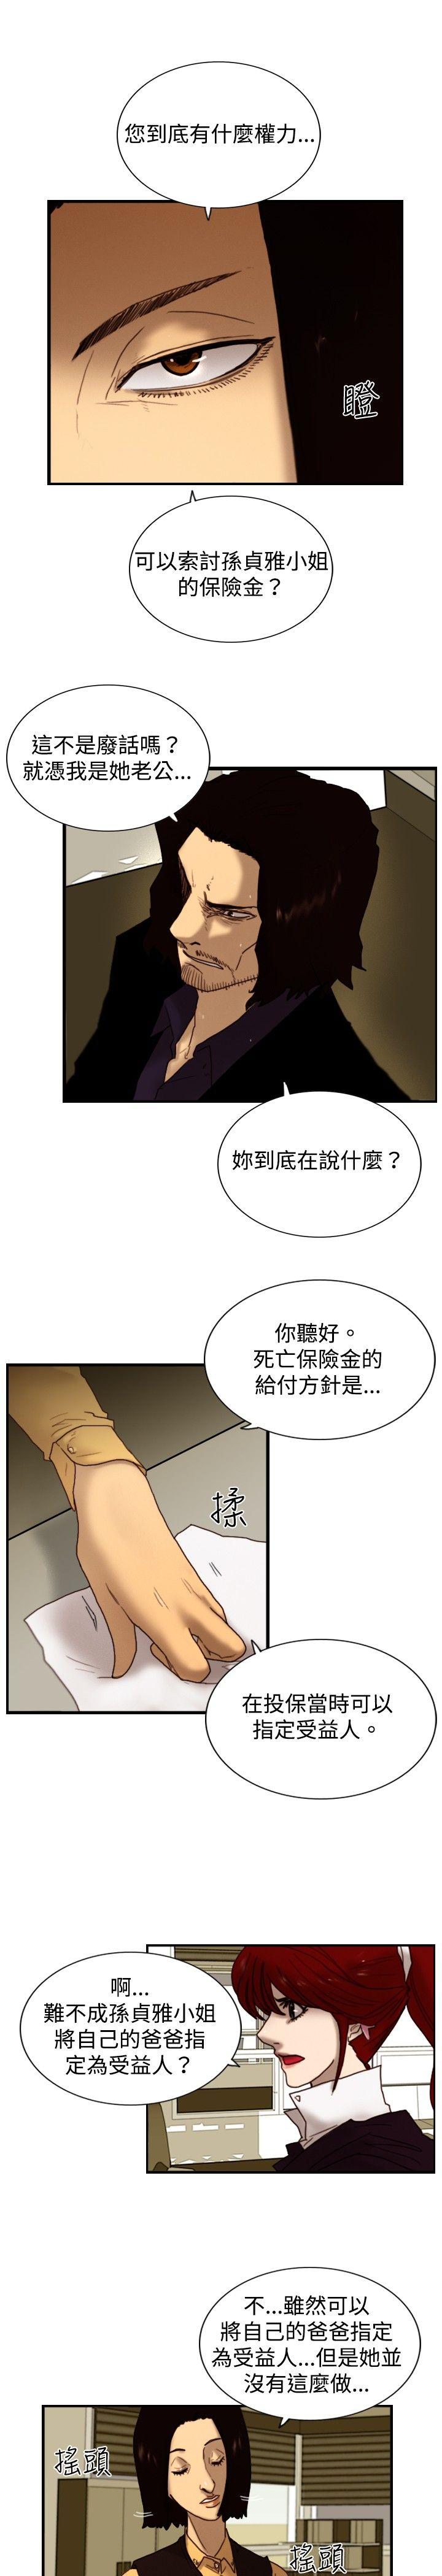 您到底有什麼權力...
瞪
可以索討孫貞雅小姐
的保險金？
這不是廢話嗎？
就憑我是她老公...
妳到底在說什麼？
你聽好。
死亡保險金的
給付方針是...
揉
在投保當時可以
指定受益人。
啊...
難不成孫貞雅小姐
將自己的爸爸指
定為受益人？
不...雖然可以
將自己的爸爸指定
為受益人...但是她並
沒有這麼做...
搖頭
搖頭